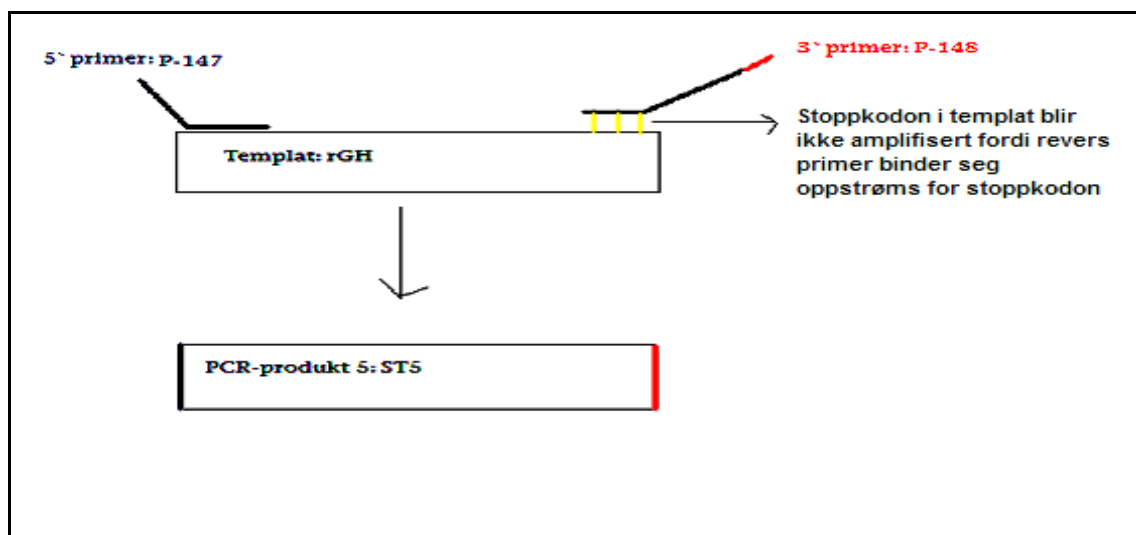 5` primer: P-147
3` primer: P-148
Stoppkodon i templat blir
ikke amplifisert fordi revers
primer binder seg
oppstrøms for stoppkodon
Templat: rGH
PCR-produkt 5: ST5